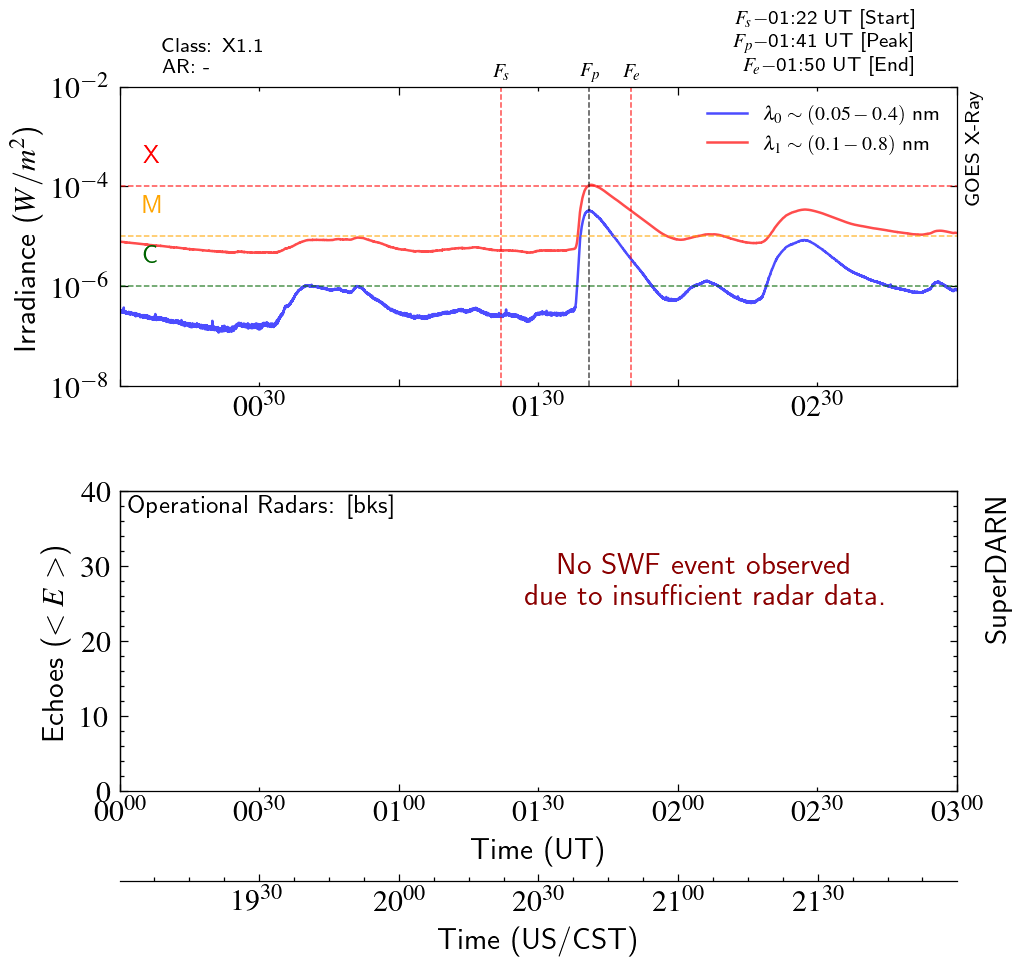 Class: X1.1
AR: -
F_s−01:22 UT [Start]
F_p−01:41 UT [Peak]
F_e−01:50 UT [End]
F_s F_p F_e
10^−2
10^−4
10^−6
10^−8
Irradiance (W/m^2)
X
M
C
λ_0 ∼ (0.05 − 0.4) nm
λ_1 ∼ (0.1 − 0.8) nm
GOES X-Ray
00^30 01^30 02^30
Operational Radars: [bks]
No SWF event observed
due to insufficient radar data.
40
30
20
10
0
Echoes (< E >)
SuperDARN
00^00 00^30 01^00 01^30 02^00 02^30 03^00
Time (UT)
19^30 20^00 20^30 21^00 21^30
Time (US/CST)